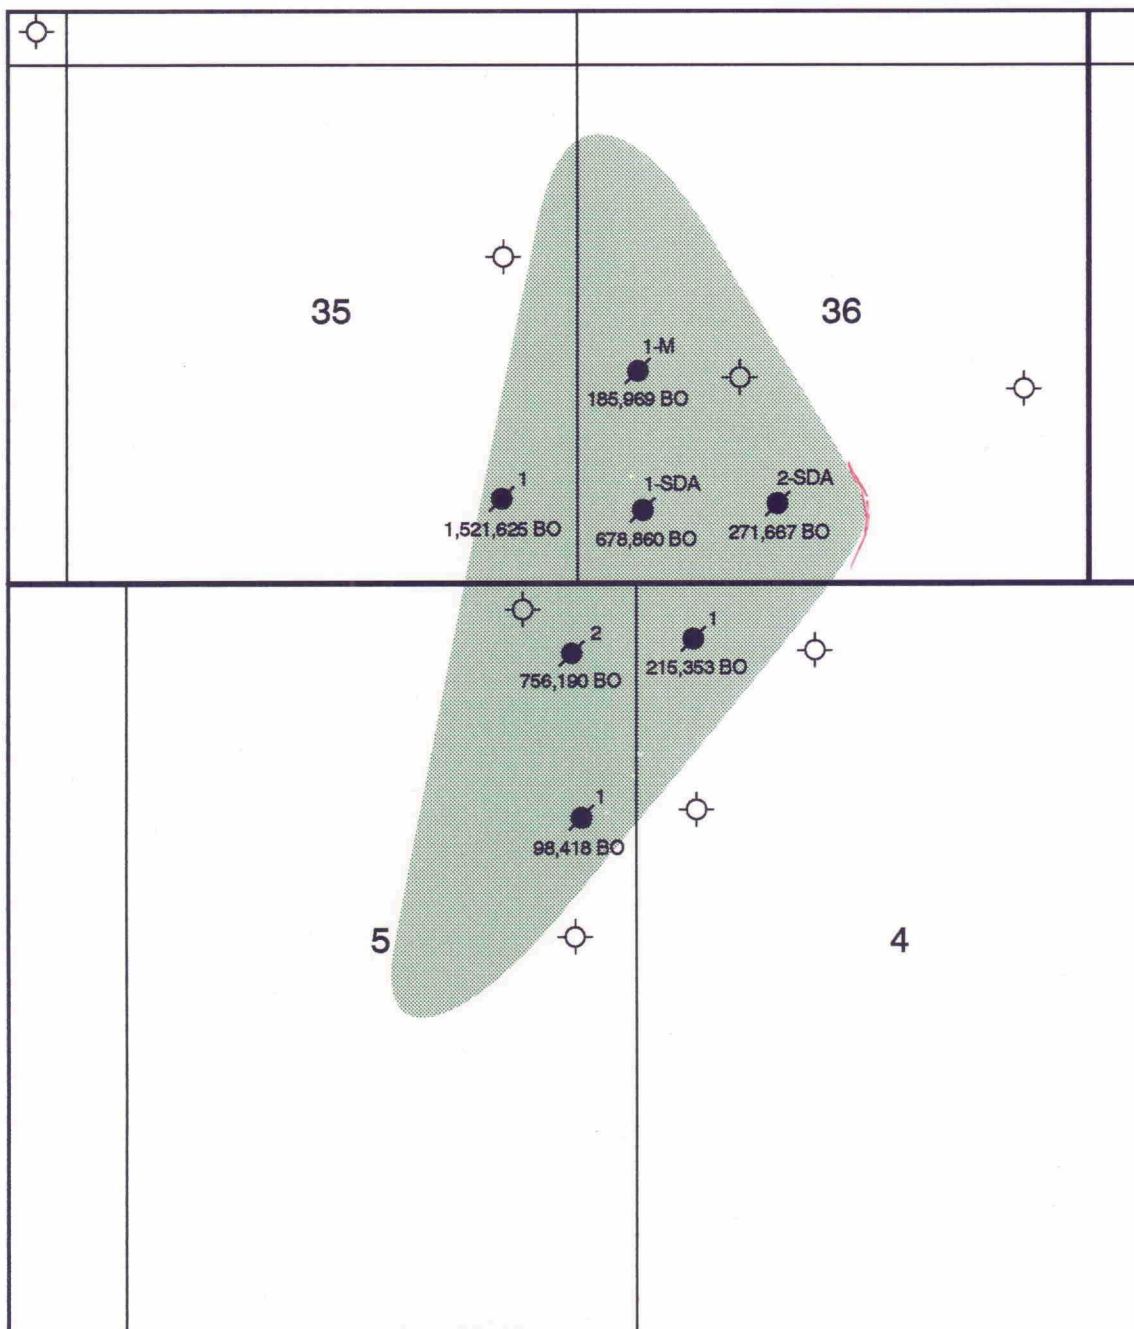 35
36
1-M
185,969 BO
1
1,521,625 BO
1-SDA
678,860 BO
2-SDA
271,667 BO
2
756,190 BO
1
215,353 BO
1
98,418 BO
5
4